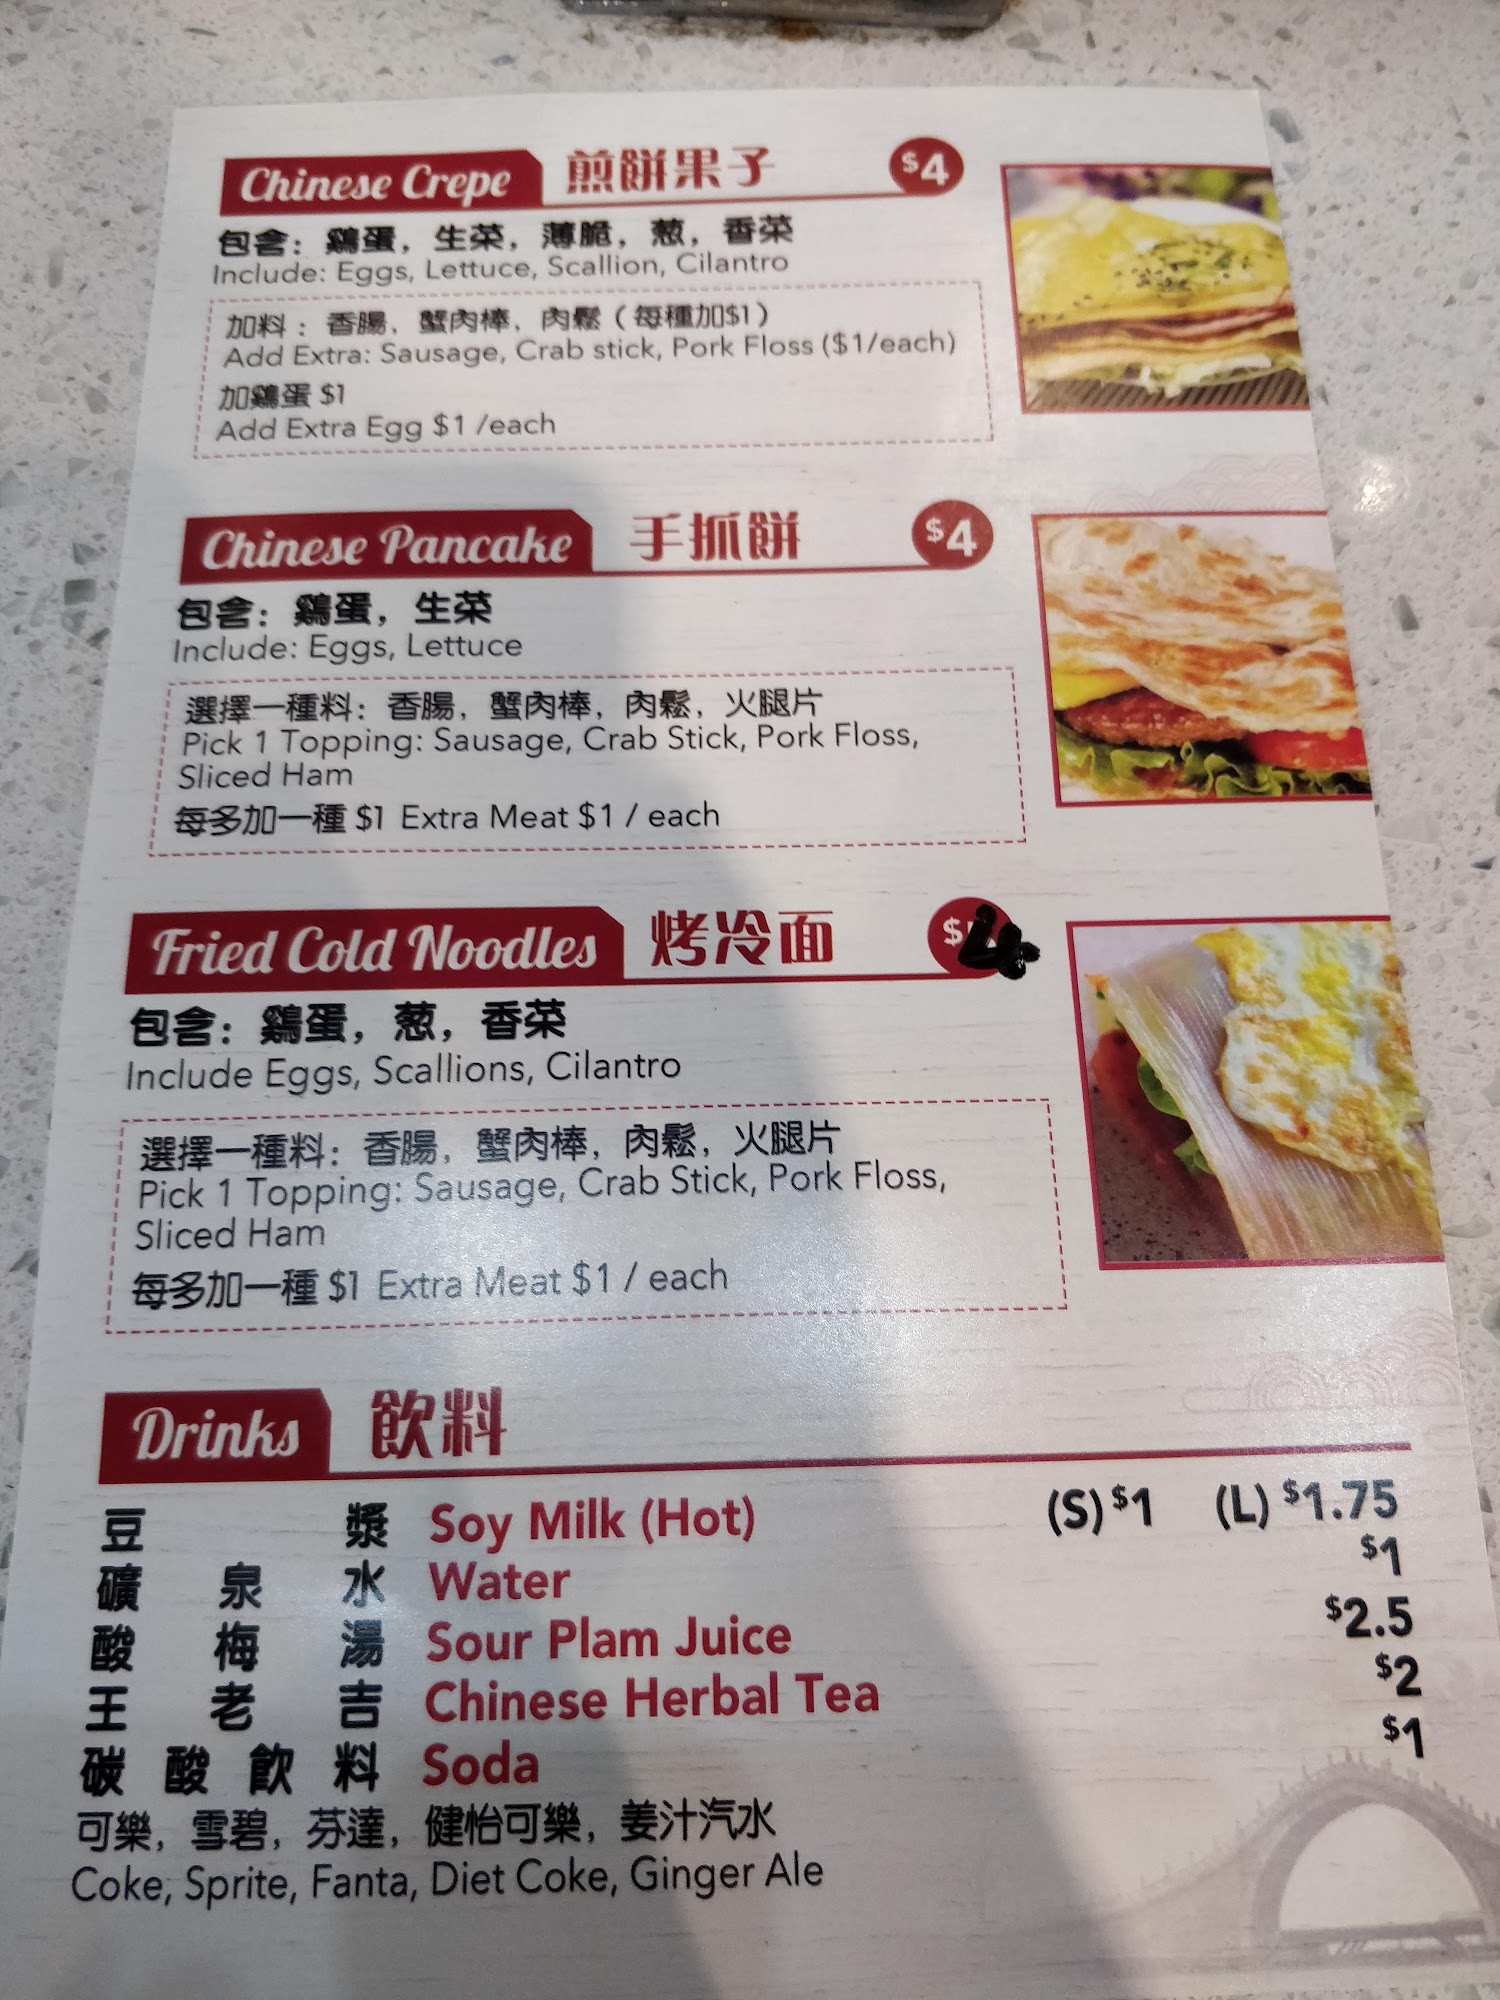 Chinese Crepe 煎餅果子 $4
包含：鷄蛋，生菜，薄脆，葱，香菜
Include: Eggs, Lettuce, Scallion, Cilantro
加料：香腸，蟹肉棒，肉鬆（每種加$1）
Add Extra: Sausage, Crab stick, Pork Floss ($1/each)
加鷄蛋 $1
Add Extra Egg $1 /each
Chinese Pancake 手抓餅 $4
包含：鷄蛋，生菜
Include: Eggs, Lettuce
選擇一種料：香腸，蟹肉棒，肉鬆，火腿片
Pick 1 Topping: Sausage, Crab Stick, Pork Floss,
Sliced Ham
每多加一種 $1 Extra Meat $1 / each
Fried Cold Noodles 烤冷面 $4
包含：鷄蛋，葱，香菜
Include Eggs, Scallions, Cilantro
選擇一種料：香腸，蟹肉棒，肉鬆，火腿片
Pick 1 Topping: Sausage, Crab Stick, Pork Floss,
Sliced Ham
每多加一種 $1 Extra Meat $1 / each
Drinks 飲料
豆漿 Soy Milk (Hot) (S) $1 (L) $1.75
礦泉水 Water $1
酸梅湯 Sour Plam Juice $2.5
王老吉 Chinese Herbal Tea $2
碳酸飲料 Soda $1
可樂，雪碧，芬達，健怡可樂，姜汁汽水
Coke, Sprite, Fanta, Diet Coke, Ginger Ale